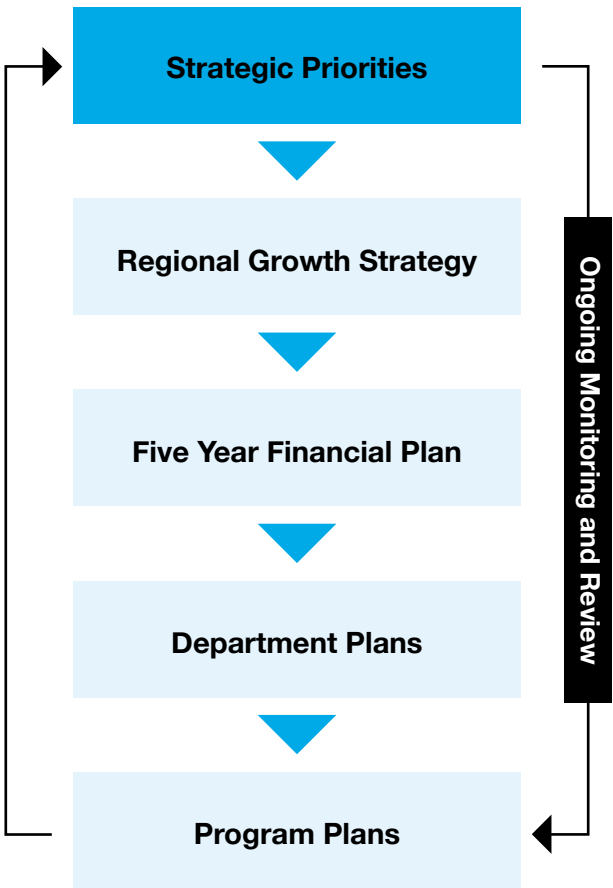 Strategic Priorities
Regional Growth Strategy
Five Year Financial Plan
Department Plans
Program Plans
Ongoing Monitoring and Review